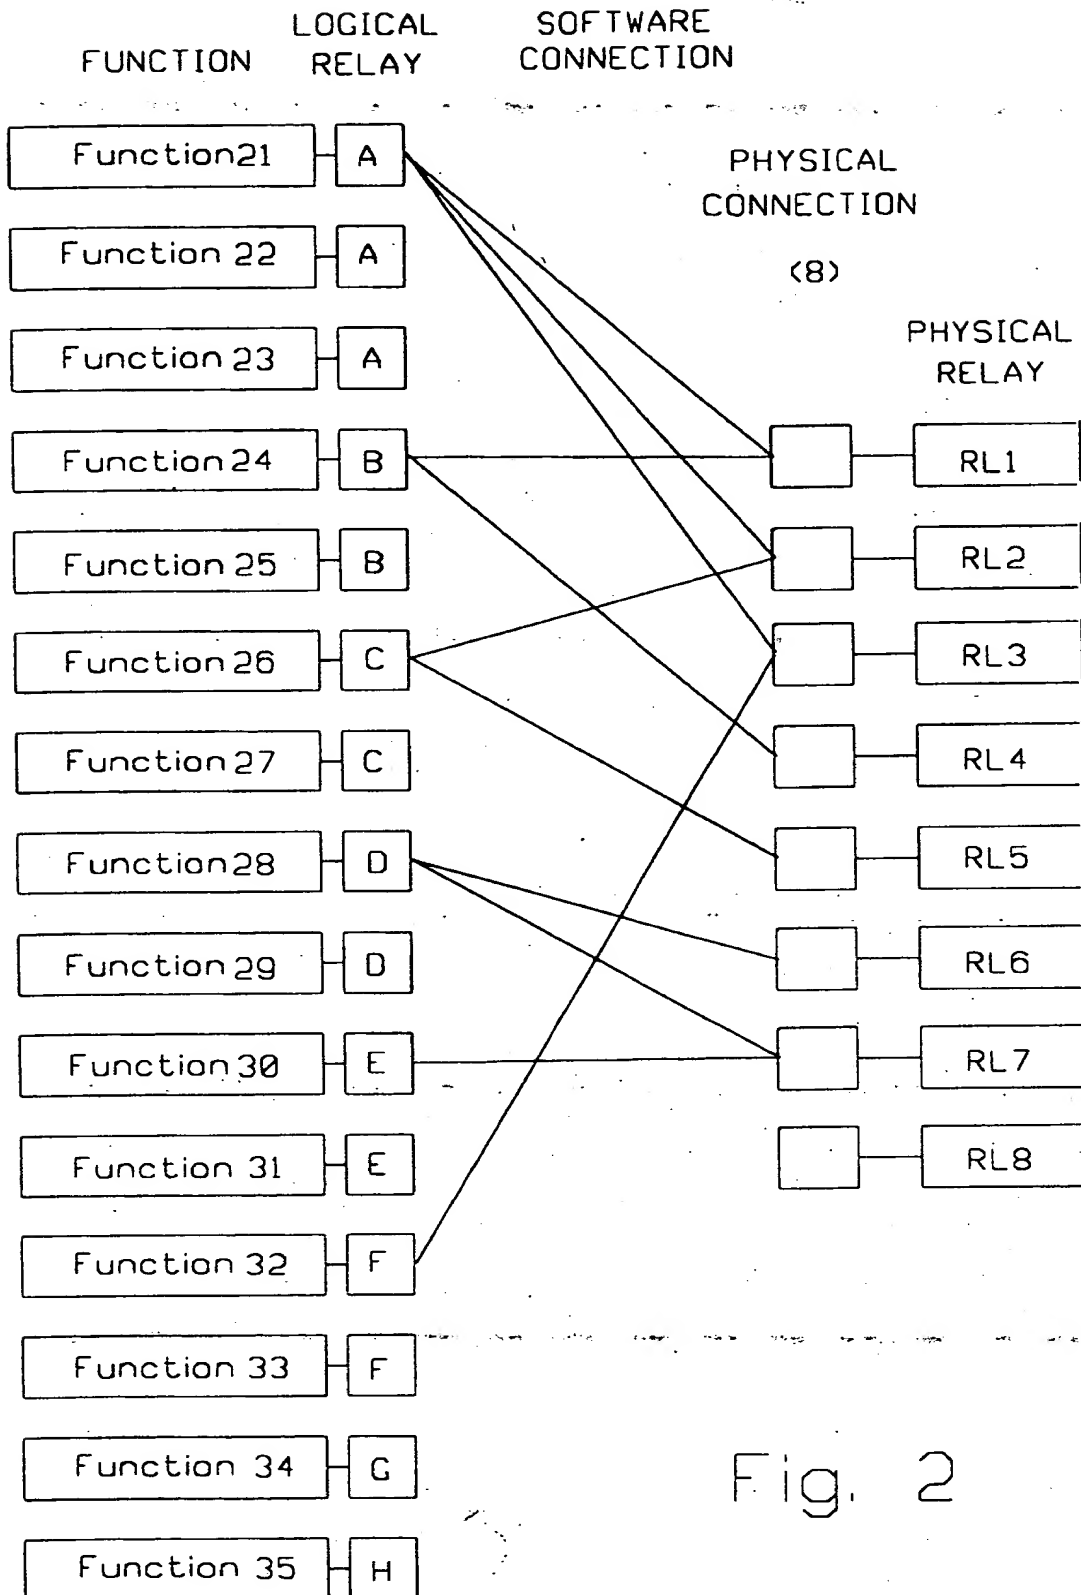 FUNCTION
LOGICAL
RELAY
SOFTWARE
CONNECTION
PHYSICAL
CONNECTION
(8)
PHYSICAL
RELAY
Function21 A
Function 22 A
Function 23 A
Function 24 B
Function 25 B
Function 26 C
Function 27 C
Function 28 D
Function 29 D
Function 30 E
Function 31 E
Function 32 F
Function 33 F
Function 34 G
Function 35 H
RL1
RL2
RL3
RL4
RL5
RL6
RL7
RL8
Fig. 2